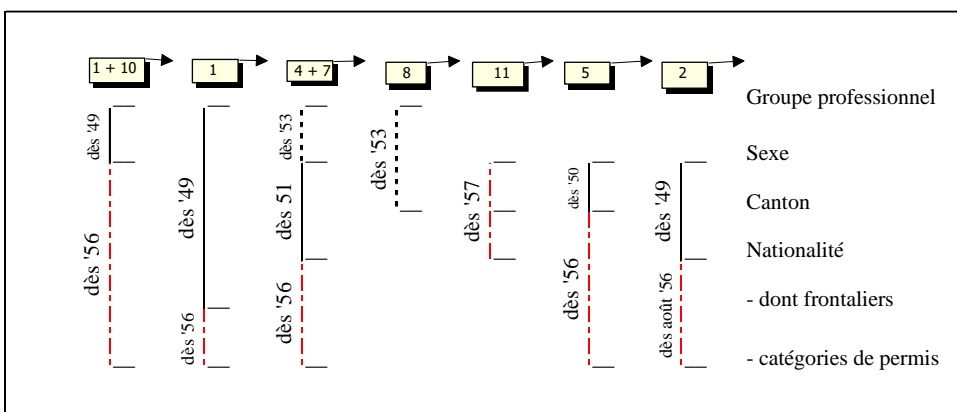 1 + 10
1
4 + 7
8
11
5
2
Groupe professionnel
Sexe
Canton
Nationalité
- dont frontaliers
- catégories de permis
dès '49
dès '56
dès '49
dès '56
dès '53
dès 51
dès '56
dès '53
dès '57
dès '50
dès '56
dès '49
dès août '56